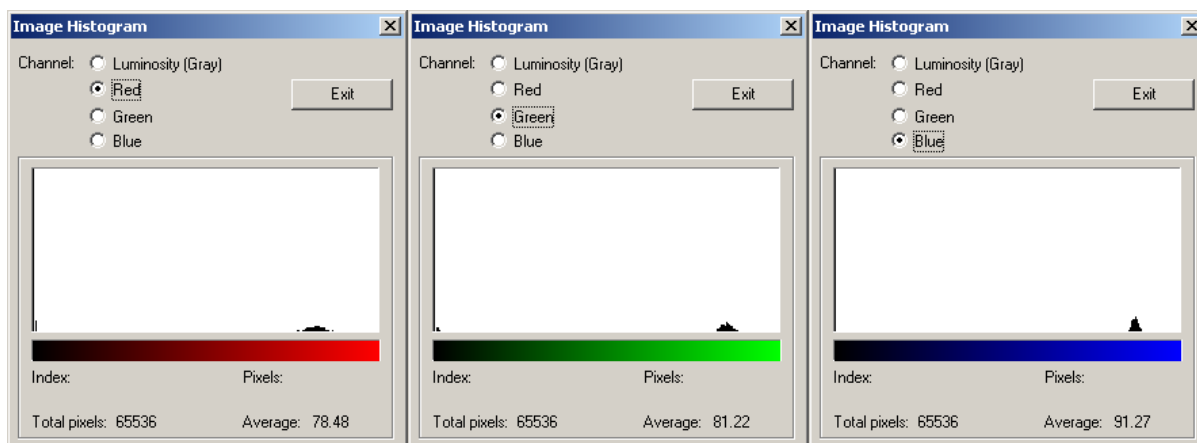 Image Histogram
Channel: Luminosity (Gray)
Red
Exit
Green
Blue
Index: Pixels:
Total pixels: 65536 Average: 78.48
Image Histogram
Channel: Luminosity (Gray)
Red
Exit
Green
Blue
Index: Pixels:
Total pixels: 65536 Average: 81.22
Image Histogram
Channel: Luminosity (Gray)
Red
Exit
Green
Blue
Index: Pixels:
Total pixels: 65536 Average: 91.27